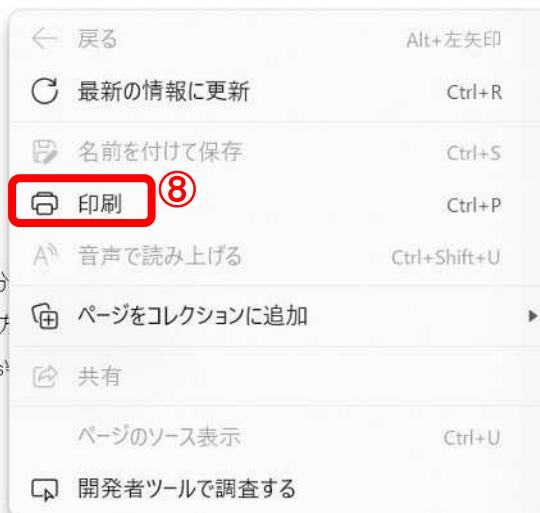 戻る Alt+左矢印
最新の情報に更新 Ctrl+R
名前を付けて保存 Ctrl+S
印刷 ⑧ Ctrl+P
音声で読み上げる Ctrl+Shift+U
ページをコレクションに追加
共有
ページのソース表示 Ctrl+U
開発者ツールで調査する